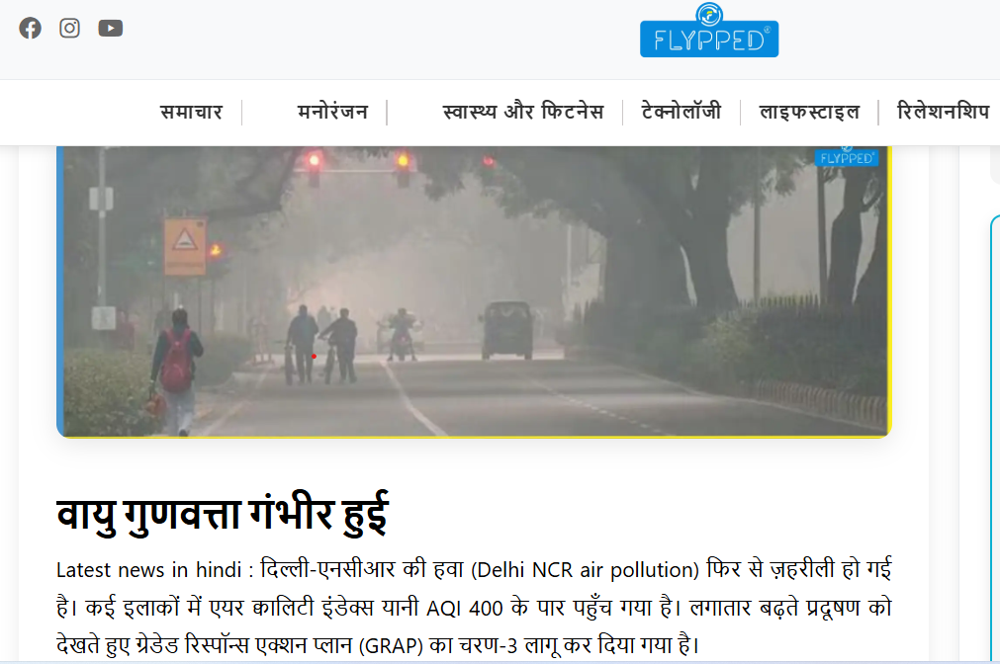 FLYPPED
समाचार मनोरंजन स्वास्थ्य और फिटनेस टेक्नोलॉजी लाइफस्टाइल रिलेशनशिप
FLYPPED
वायु गुणवत्ता गंभीर हुई
Latest news in hindi : दिल्ली-एनसीआर की हवा (Delhi NCR air pollution) फिर से ज़हरीली हो गई
है। कई इलाकों में एयर क्वालिटी इंडेक्स यानी AQI 400 के पार पहुँच गया है। लगातार बढ़ते प्रदूषण को
देखते हुए ग्रेडेड रिस्पॉन्स एक्शन प्लान (GRAP) का चरण-3 लागू कर दिया गया है।